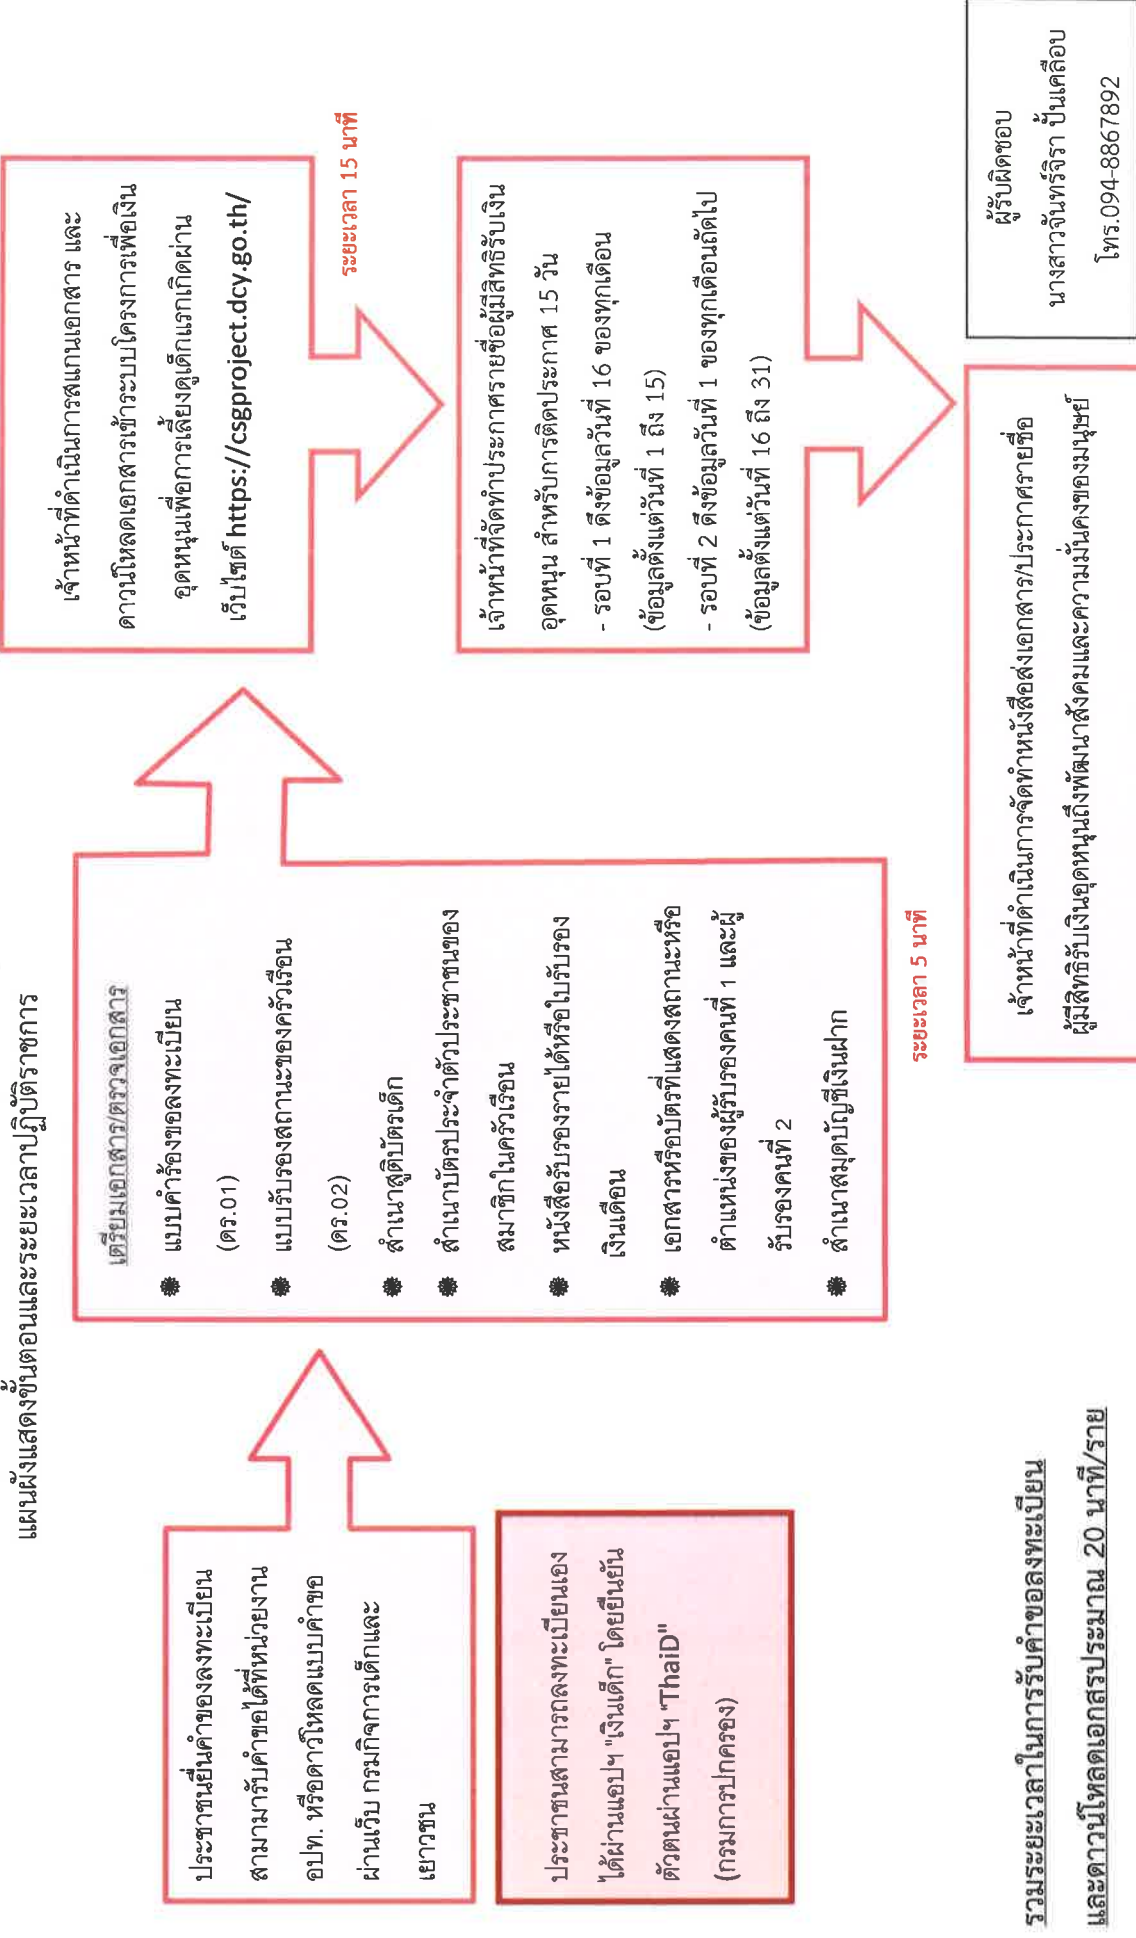 แผนผังแสดงขั้นตอนและระยะเวลาปฏิบัติราชการ
ประชาชนยื่นคำของลงทะเบียน
สามามารับคำขอได้ที่หน่วยงาน
อปท. หรือดาวโหลดแบบคำขอ
ผ่านเว็บ กรมกิจการเด็กและ
เยาวชน
ประชาชนสามารถลงทะเบียนเอง
ได้ผ่านแอปฯ "เงินเด็ก" โดยยืนยัน
ตัวตนผ่านแอปฯ "ThaiD"
(กรมการปกครอง)
เตรียมเอกสาร/ตรวจเอกสาร
แบบคำร้องขอลงทะเบียน
(ดร.01)
แบบรับรองสถานะของครัวเรือน
(ดร.02)
สำเนาสูติบัตรเด็ก
สำเนาบัตรประจำตัวประชาชนของ
สมาชิกในครัวเรือน
หนังสือรับรองรายได้หรือใบรับรอง
เงินเดือน
เอกสารหรือบัตรที่แสดงสถานะหรือ
ตำแหน่งของผู้รับรองคนที่ 1 และผู้
รับรองคนที่ 2
สำเนาสมุดบัญชีเงินฝาก
ระยะเวลา 5 นาที
เจ้าหน้าที่ดำเนินการสแกนเอกสาร และ
ดาวน์โหลดเอกสารเข้าระบบโครงการเพื่อเงิน
อุดหนุนเพื่อการเลี้ยงดูเด็กแรกเกิดผ่าน
เว็บไซต์ https://csgproject.dcy.go.th/
ระยะเวลา 15 นาที
เจ้าหน้าที่จัดทำประกาศรายชื่อผู้มีสิทธิรับเงิน
อุดหนุน สำหรับการติดประกาศ 15 วัน
- รอบที่ 1 ดึงข้อมูลวันที่ 16 ของทุกเดือน
(ข้อมูลตั้งแต่วันที่ 1 ถึง 15)
- รอบที่ 2 ดึงข้อมูลวันที่ 1 ของทุกเดือนถัดไป
(ข้อมูลตั้งแต่วันที่ 16 ถึง 31)
เจ้าหน้าที่ดำเนินการจัดทำหนังสือส่งเอกสาร/ประกาศรายชื่อ
ผู้มีสิทธิรับเงินอุดหนุนถึงพัฒนาสังคมและความมั่นคงของมนุษย์
ผู้รับผิดชอบ
นางสาวจันทร์จิรา ปั้นเคลือบ
โทร.094-8867892
รวมระยะเวลาในการรับคำขอลงทะเบียน
และดาวน์โหลดเอกสรประมาณ 20 นาที/ราย